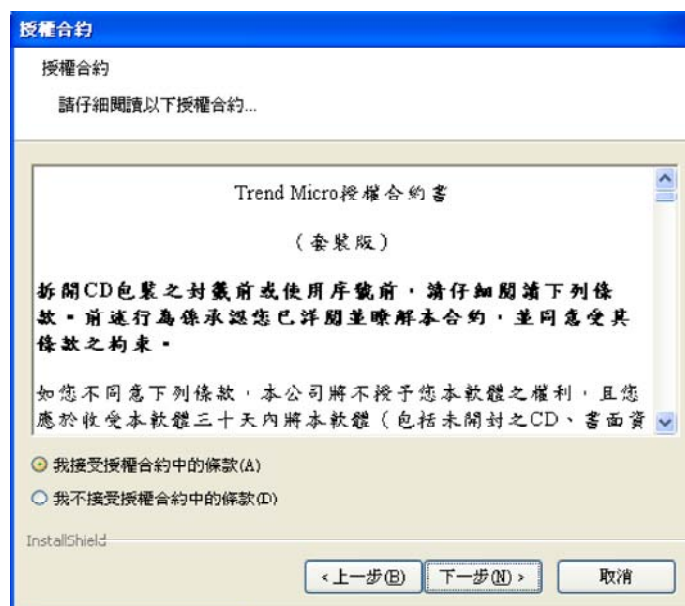 授權合約
授權合約
請仔細閱讀以下授權合約...
Trend Micro授權合約書
(套裝版)
拆開CD包裝之封籤前或使用序號前，請仔細閱讀下列條
款。前述行為係承認您已詳閱並瞭解本合約，並同意受其
條款之拘束。
如您不同意下列條款，本公司將不授予您本軟體之權利，且您
應於收受本軟體三十天內將本軟體（包括未開封之CD、書面資
我接受授權合約中的條款(A)
我不接受授權合約中的條款(D)
InstallShield
<上一步(B)
下一步(N)>
取消